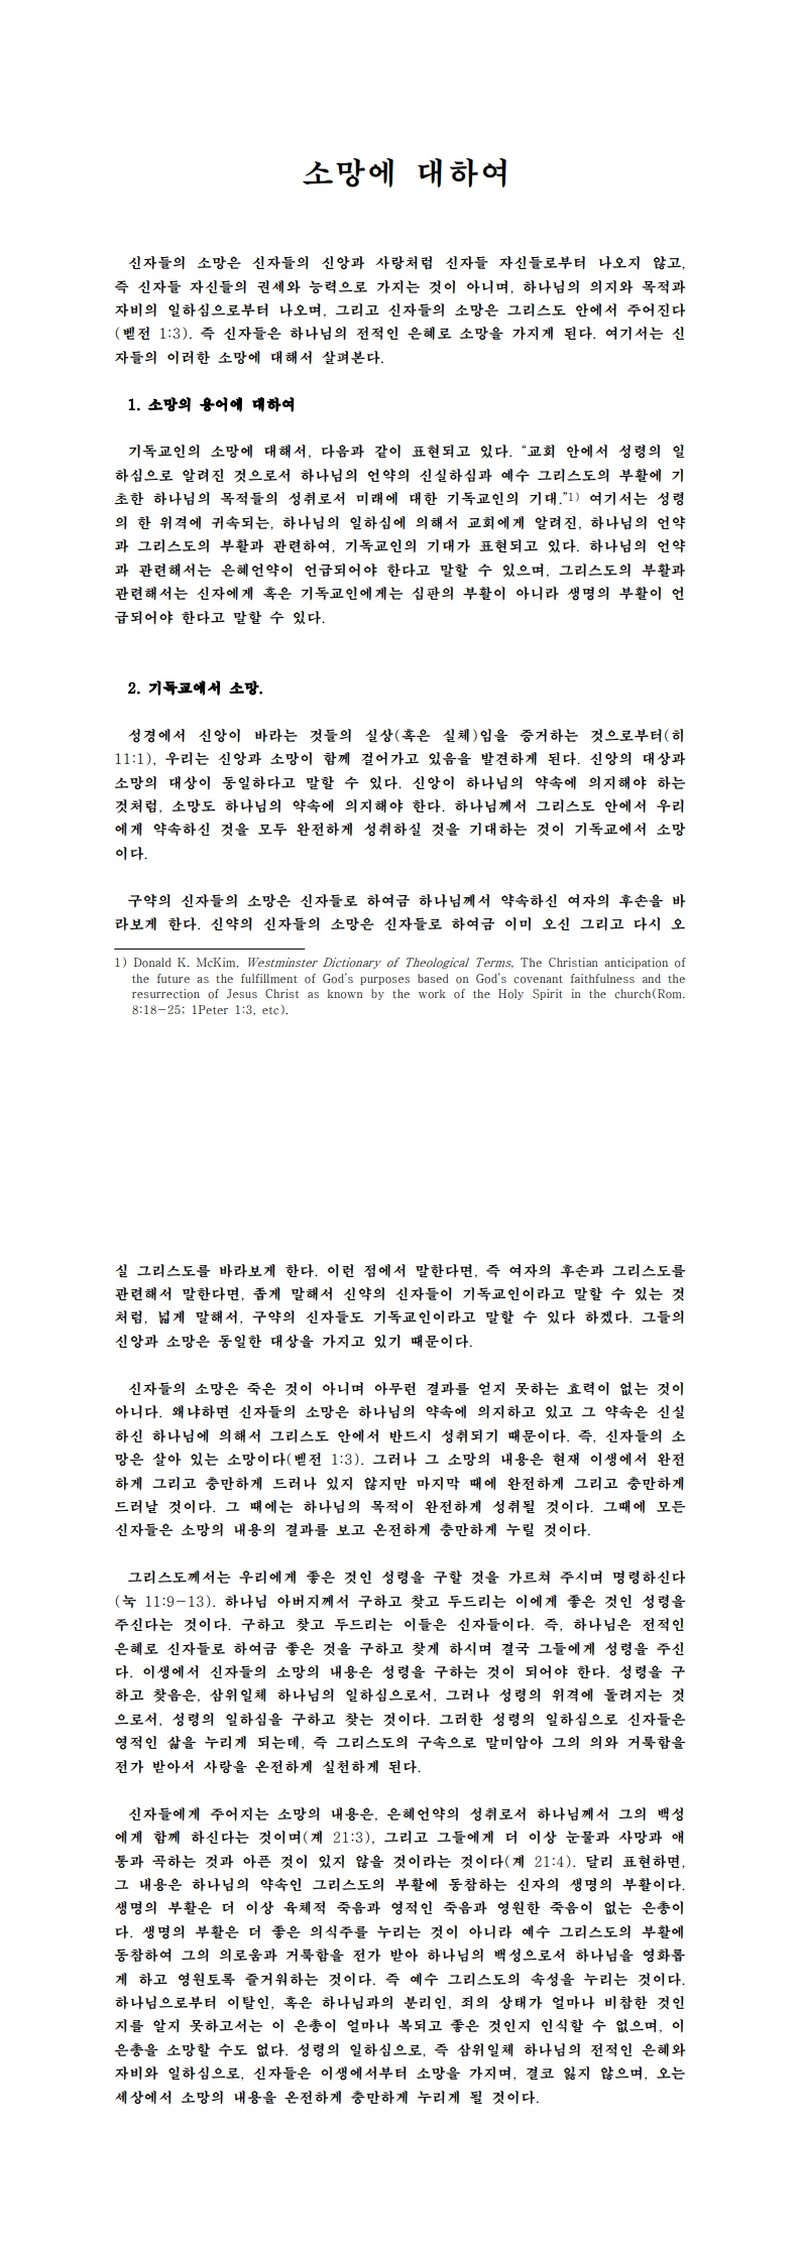 소망에 대하여
신자들의 소망은 신자들의 신앙과 사랑처럼 신자들 자신들로부터 나오지 않고,
즉 신자들 자신들의 권세와 능력으로 가지는 것이 아니며, 하나님의 의지와 목적과
자비의 일하심으로부터 나오며, 그리고 신자들의 소망은 그리스도 안에서 주어진다
(벧전 1:3). 즉 신자들은 하나님의 전적인 은혜로 소망을 가지게 된다. 여기서는 신
자들의 이러한 소망에 대해서 살펴본다.
1. 소망의 용어에 대하여
기독교인의 소망에 대해서, 다음과 같이 표현되고 있다. “교회 안에서 성령의 일
하심으로 알려진 것으로서 하나님의 언약의 신실하심과 예수 그리스도의 부활에 기
초한 하나님의 목적들의 성취로서 미래에 대한 기독교인의 기대.”1) 여기서는 성령
의 한 위격에 귀속되는, 하나님의 일하심에 의해서 교회에게 알려진, 하나님의 언약
과 그리스도의 부활과 관련하여, 기독교인의 기대가 표현되고 있다. 하나님의 언약
과 관련해서는 은혜언약이 언급되어야 한다고 말할 수 있으며, 그리스도의 부활과
관련해서는 신자에게 혹은 기독교인에게는 심판의 부활이 아니라 생명의 부활이 언
급되어야 한다고 말할 수 있다.
2. 기독교에서 소망.
성경에서 신앙이 바라는 것들의 실상(혹은 실체)임을 증거하는 것으로부터(히
11:1), 우리는 신앙과 소망이 함께 걸어가고 있음을 발견하게 된다. 신앙의 대상과
소망의 대상이 동일하다고 말할 수 있다. 신앙이 하나님의 약속에 의지해야 하는
것처럼, 소망도 하나님의 약속에 의지해야 한다. 하나님께서 그리스도 안에서 우리
에게 약속하신 것을 모두 완전하게 성취하실 것을 기대하는 것이 기독교에서 소망
이다.
구약의 신자들의 소망은 신자들로 하여금 하나님께서 약속하신 여자의 후손을 바
라보게 한다. 신약의 신자들의 소망은 신자들로 하여금 이미 오신 그리고 다시 오
1) Donald K. McKim, Westminster Dictionary of Theological Terms, The Christian anticipation of
the future as the fulfillment of God's purposes based on God's covenant faithfulness and the
resurrection of Jesus Christ as known by the work of the Holy Spirit in the church(Rom.
8:18-25; 1Peter 1:3, etc).
실 그리스도를 바라보게 한다. 이런 점에서 말한다면, 즉 여자의 후손과 그리스도를
관련해서 말한다면, 좁게 말해서 신약의 신자들이 기독교인이라고 말할 수 있는 것
처럼, 넓게 말해서, 구약의 신자들도 기독교인이라고 말할 수 있다 하겠다. 그들의
신앙과 소망은 동일한 대상을 가지고 있기 때문이다.
신자들의 소망은 죽은 것이 아니며 아무런 결과를 얻지 못하는 효력이 없는 것이
아니다. 왜냐하면 신자들의 소망은 하나님의 약속에 의지하고 있고 그 약속은 신실
하신 하나님에 의해서 그리스도 안에서 반드시 성취되기 때문이다. 즉, 신자들의 소
망은 살아 있는 소망이다(벧전 1:3). 그러나 그 소망의 내용은 현재 이생에서 완전
하게 그리고 충만하게 드러나 있지 않지만 마지막 때에 완전하게 그리고 충만하게
드러날 것이다. 그 때에는 하나님의 목적이 완전하게 성취될 것이다. 그때에 모든
신자들은 소망의 내용의 결과를 보고 온전하게 충만하게 누릴 것이다.
그리스도께서는 우리에게 좋은 것인 성령을 구할 것을 가르쳐 주시며 명령하신다
(눅 11:9-13). 하나님 아버지께서 구하고 찾고 두드리는 이에게 좋은 것인 성령을
주신다는 것이다. 구하고 찾고 두드리는 이들은 신자들이다. 즉, 하나님은 전적인
은혜로 신자들로 하여금 좋은 것을 구하고 찾게 하시며 결국 그들에게 성령을 주신
다. 이생에서 신자들의 소망의 내용은 성령을 구하는 것이 되어야 한다. 성령을 구
하고 찾음은, 삼위일체 하나님의 일하심으로서, 그러나 성령의 위격에 돌려지는 것
으로서, 성령의 일하심을 구하고 찾는 것이다. 그러한 성령의 일하심으로 신자들은
영적인 삶을 누리게 되는데, 즉 그리스도의 구속으로 말미암아 그의 의와 거룩함을
전가 받아서 사랑을 온전하게 실천하게 된다.
신자들에게 주어지는 소망의 내용은, 은혜언약의 성취로서 하나님께서 그의 백성
에게 함께 하신다는 것이며(계 21:3), 그리고 그들에게 더 이상 눈물과 사망과 애
통과 곡하는 것과 아픈 것이 있지 않을 것이라는 것이다(계 21:4). 달리 표현하면,
그 내용은 하나님의 약속인 그리스도의 부활에 동참하는 신자의 생명의 부활이다.
생명의 부활은 더 이상 육체적 죽음과 영적인 죽음과 영원한 죽음이 없는 은총이
다. 생명의 부활은 더 좋은 의식주를 누리는 것이 아니라 예수 그리스도의 부활에
동참하여 그의 의로움과 거룩함을 전가 받아 하나님의 백성으로서 하나님을 영화롭
게 하고 영원토록 즐거워하는 것이다. 즉 예수 그리스도의 속성을 누리는 것이다.
하나님으로부터 이탈인, 혹은 하나님과의 분리인, 죄의 상태가 얼마나 비참한 것인
지를 알지 못하고서는 이 은총이 얼마나 복되고 좋은 것인지 인식할 수 없으며, 이
은총을 소망할 수도 없다. 성령의 일하심으로, 즉 삼위일체 하나님의 전적인 은혜와
자비와 일하심으로, 신자들은 이생에서부터 소망을 가지며, 결코 잃지 않으며, 오는
세상에서 소망의 내용을 온전하게 충만하게 누리게 될 것이다.